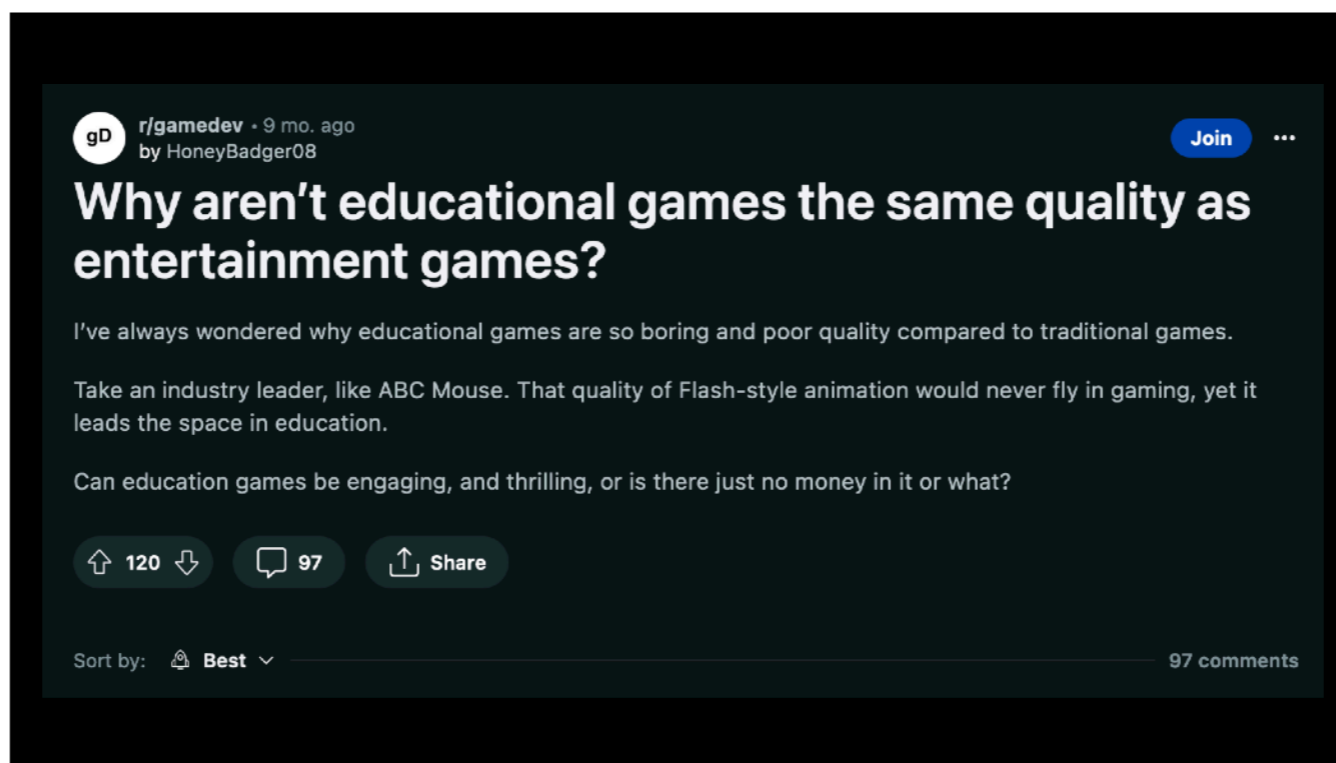 gD
r/gamedev • 9 mo. ago
by HoneyBadger08
Join
Why aren’t educational games the same quality as
entertainment games?
I’ve always wondered why educational games are so boring and poor quality compared to traditional games.
Take an industry leader, like ABC Mouse. That quality of Flash-style animation would never fly in gaming, yet it
leads the space in education.
Can education games be engaging, and thrilling, or is there just no money in it or what?
120
97
Share
Sort by: Best
97 comments